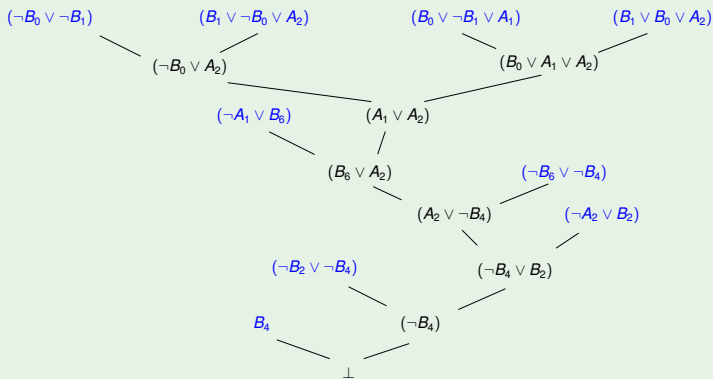 (¬B₀ ∨ ¬B₁) (B₁ ∨ ¬B₀ ∨ A₂) (B₀ ∨ ¬B₁ ∨ A₁) (B₁ ∨ B₀ ∨ A₂)
(¬B₀ ∨ A₂) (B₀ ∨ A₁ ∨ A₂)
(¬A₁ ∨ B₆) (A₁ ∨ A₂)
(B₆ ∨ A₂) (¬B₆ ∨ ¬B₄)
(A₂ ∨ ¬B₄) (¬A₂ ∨ B₂)
(¬B₂ ∨ ¬B₄) (¬B₄ ∨ B₂)
B₄ (¬B₄)
⊥